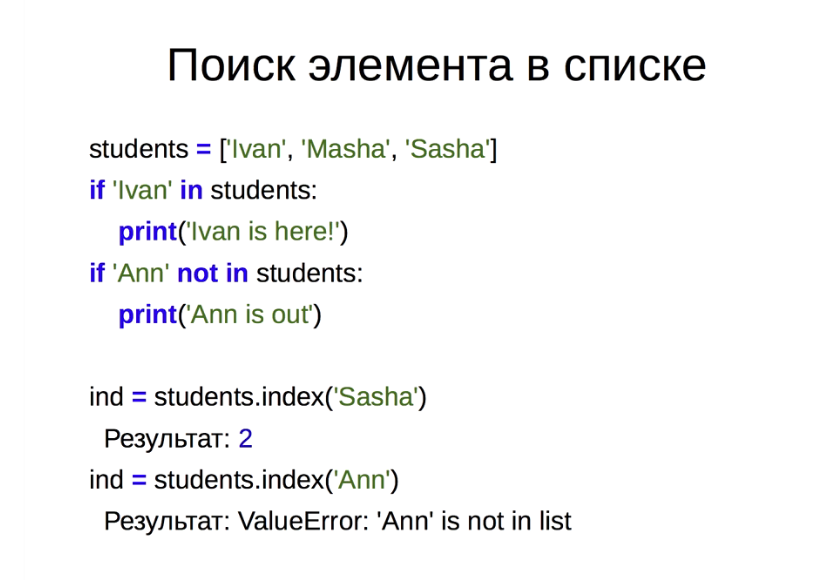 Поиск элемента в списке
students = ['Ivan', 'Masha', 'Sasha']
if 'Ivan' in students:
print('Ivan is here!')
if 'Ann' not in students:
print('Ann is out')
ind = students.index('Sasha')
Результат: 2
ind = students.index('Ann')
Результат: ValueError: 'Ann' is not in list